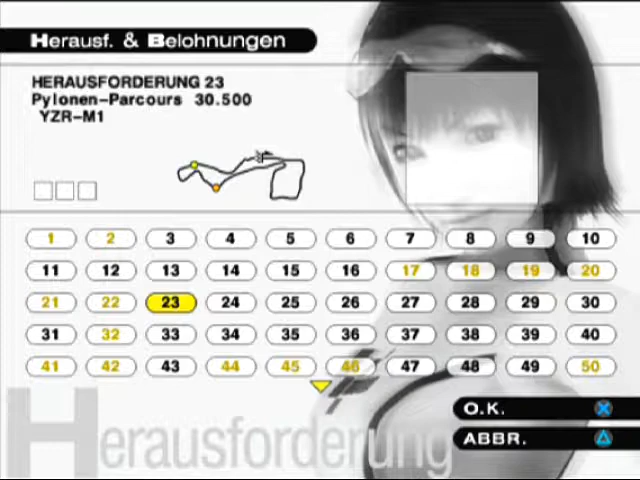 Herausf. & Belohnungen
HERAUSFORDERUNG 23
Pylonen-Parcours 30.500
YZR-M1
1 2 3 4 5 6 7 8 9 10
11 12 13 14 15 16 17 18 19 20
21 22 23 24 25 26 27 28 29 30
31 32 33 34 35 36 37 38 39 40
41 42 43 44 45 46 47 48 49 50
O.K.
ABBR.
Herausforderung